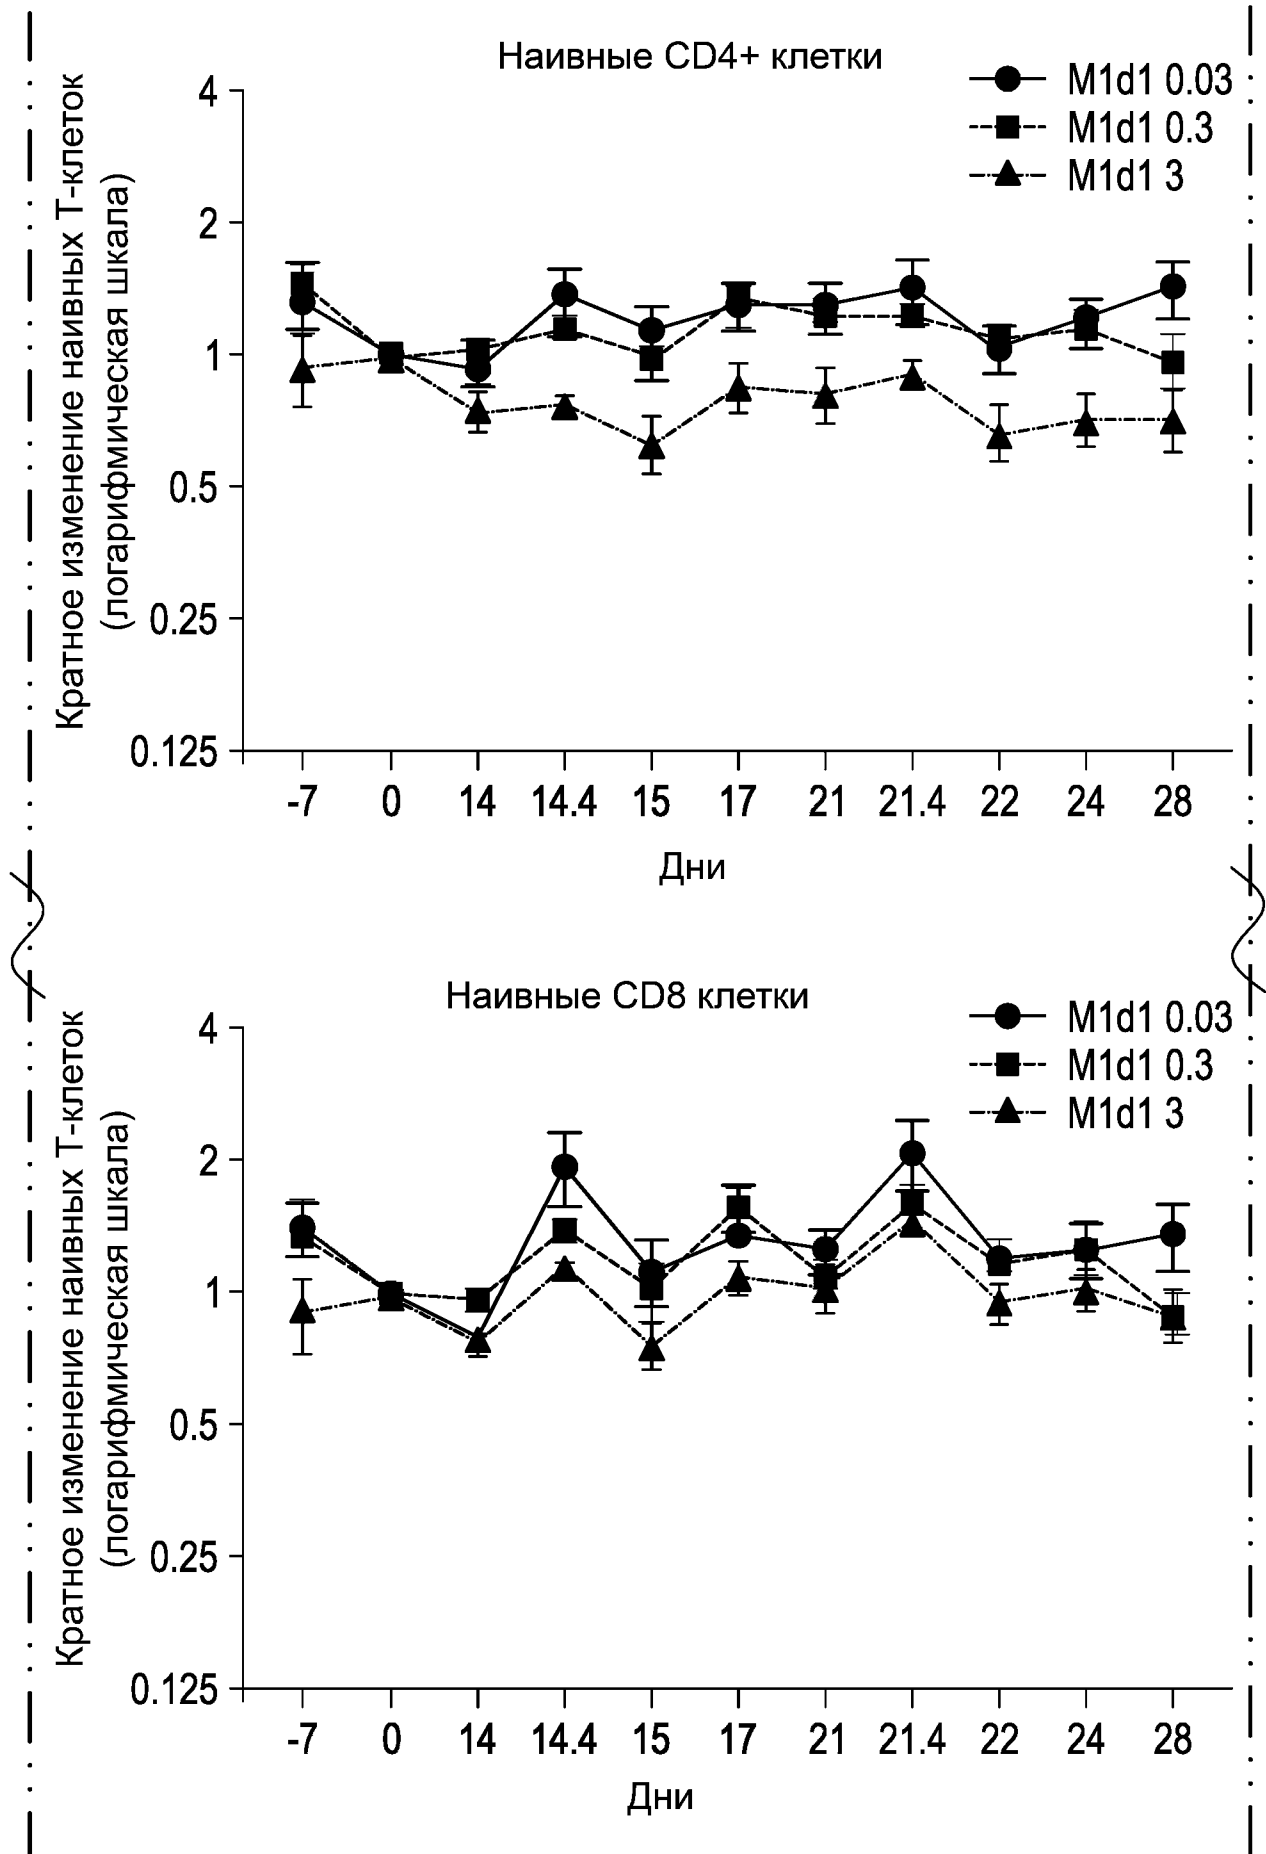 Наивные CD4+ клетки
M1d1 0.03
M1d1 0.3
M1d1 3
Кратное изменение наивных Т-клеток
(логарифмическая шкала)
4
2
1
0.5
0.25
0.125
-7 0 14 14.4 15 17 21 21.4 22 24 28
Дни
Наивные CD8 клетки
M1d1 0.03
M1d1 0.3
M1d1 3
Кратное изменение наивных Т-клеток
(логарифмическая шкала)
4
2
1
0.5
0.25
0.125
-7 0 14 14.4 15 17 21 21.4 22 24 28
Дни